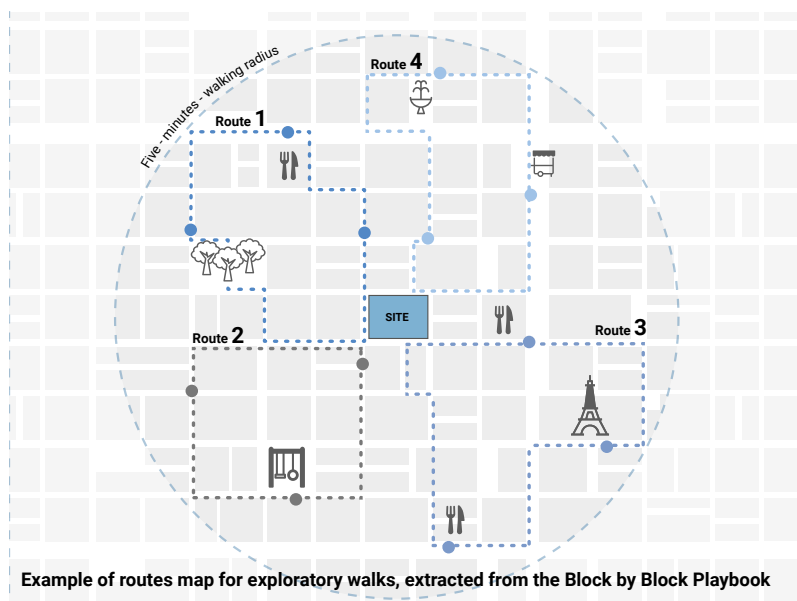 Five - minutes - walking radius
Route 4
Route 1
SITE
Route 3
Route 2
Example of routes map for exploratory walks, extracted from the Block by Block Playbook